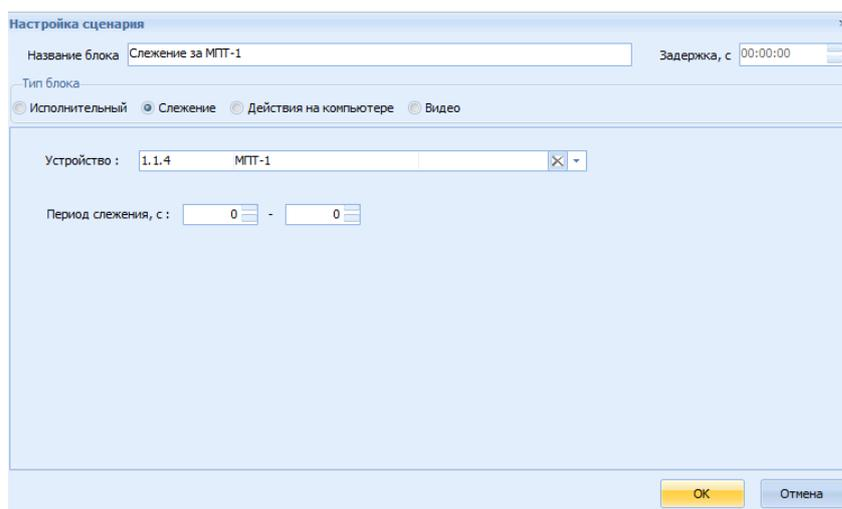 Настройка сценария
Название блока Слежение за МПТ-1 Задержка, с 00:00:00
Тип блока
Исполнительный Слежение Действия на компьютере Видео
Устройство : 1.1.4 МПТ-1
Период слежения, с : 0 - 0
OK Отмена